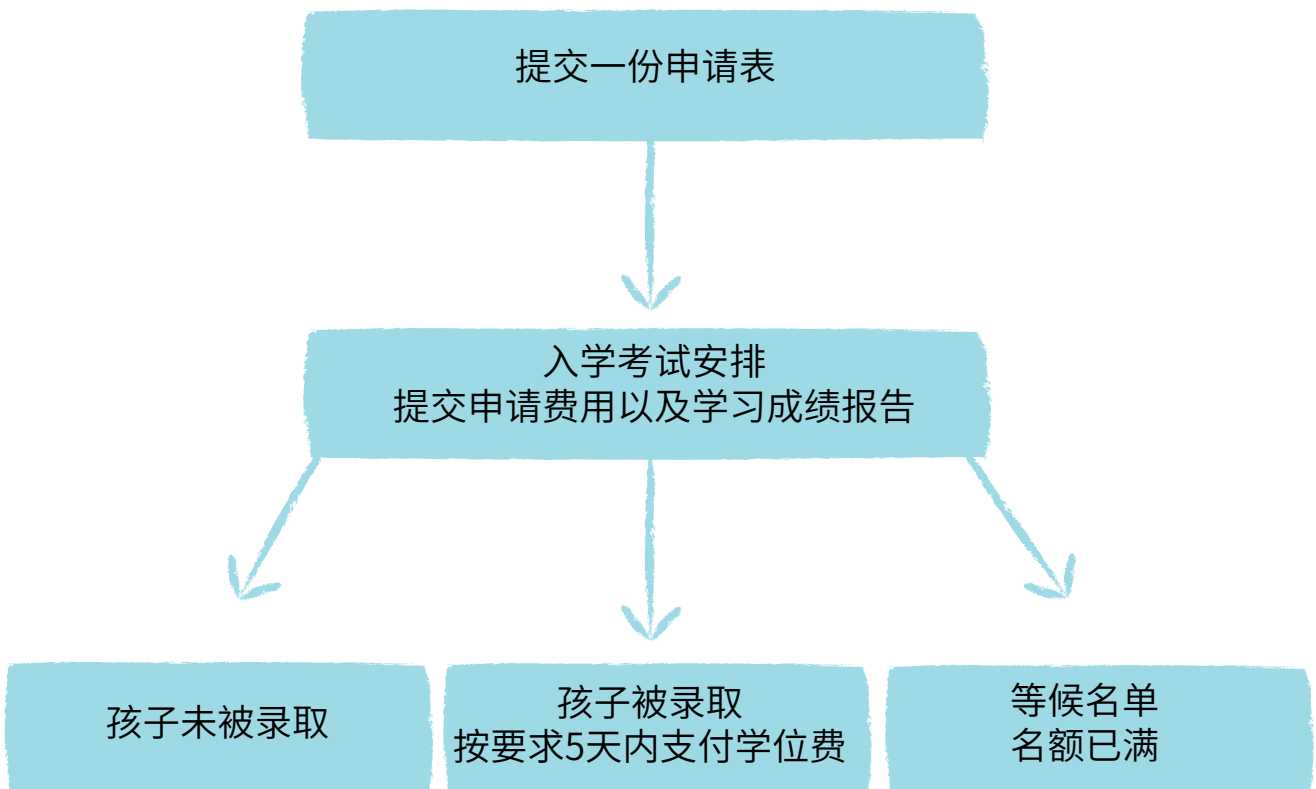 提交一份申请表
入学考试安排
提交申请费用以及学习成绩报告
孩子未被录取
孩子被录取
按要求5天内支付学位费
等候名单
名额已满